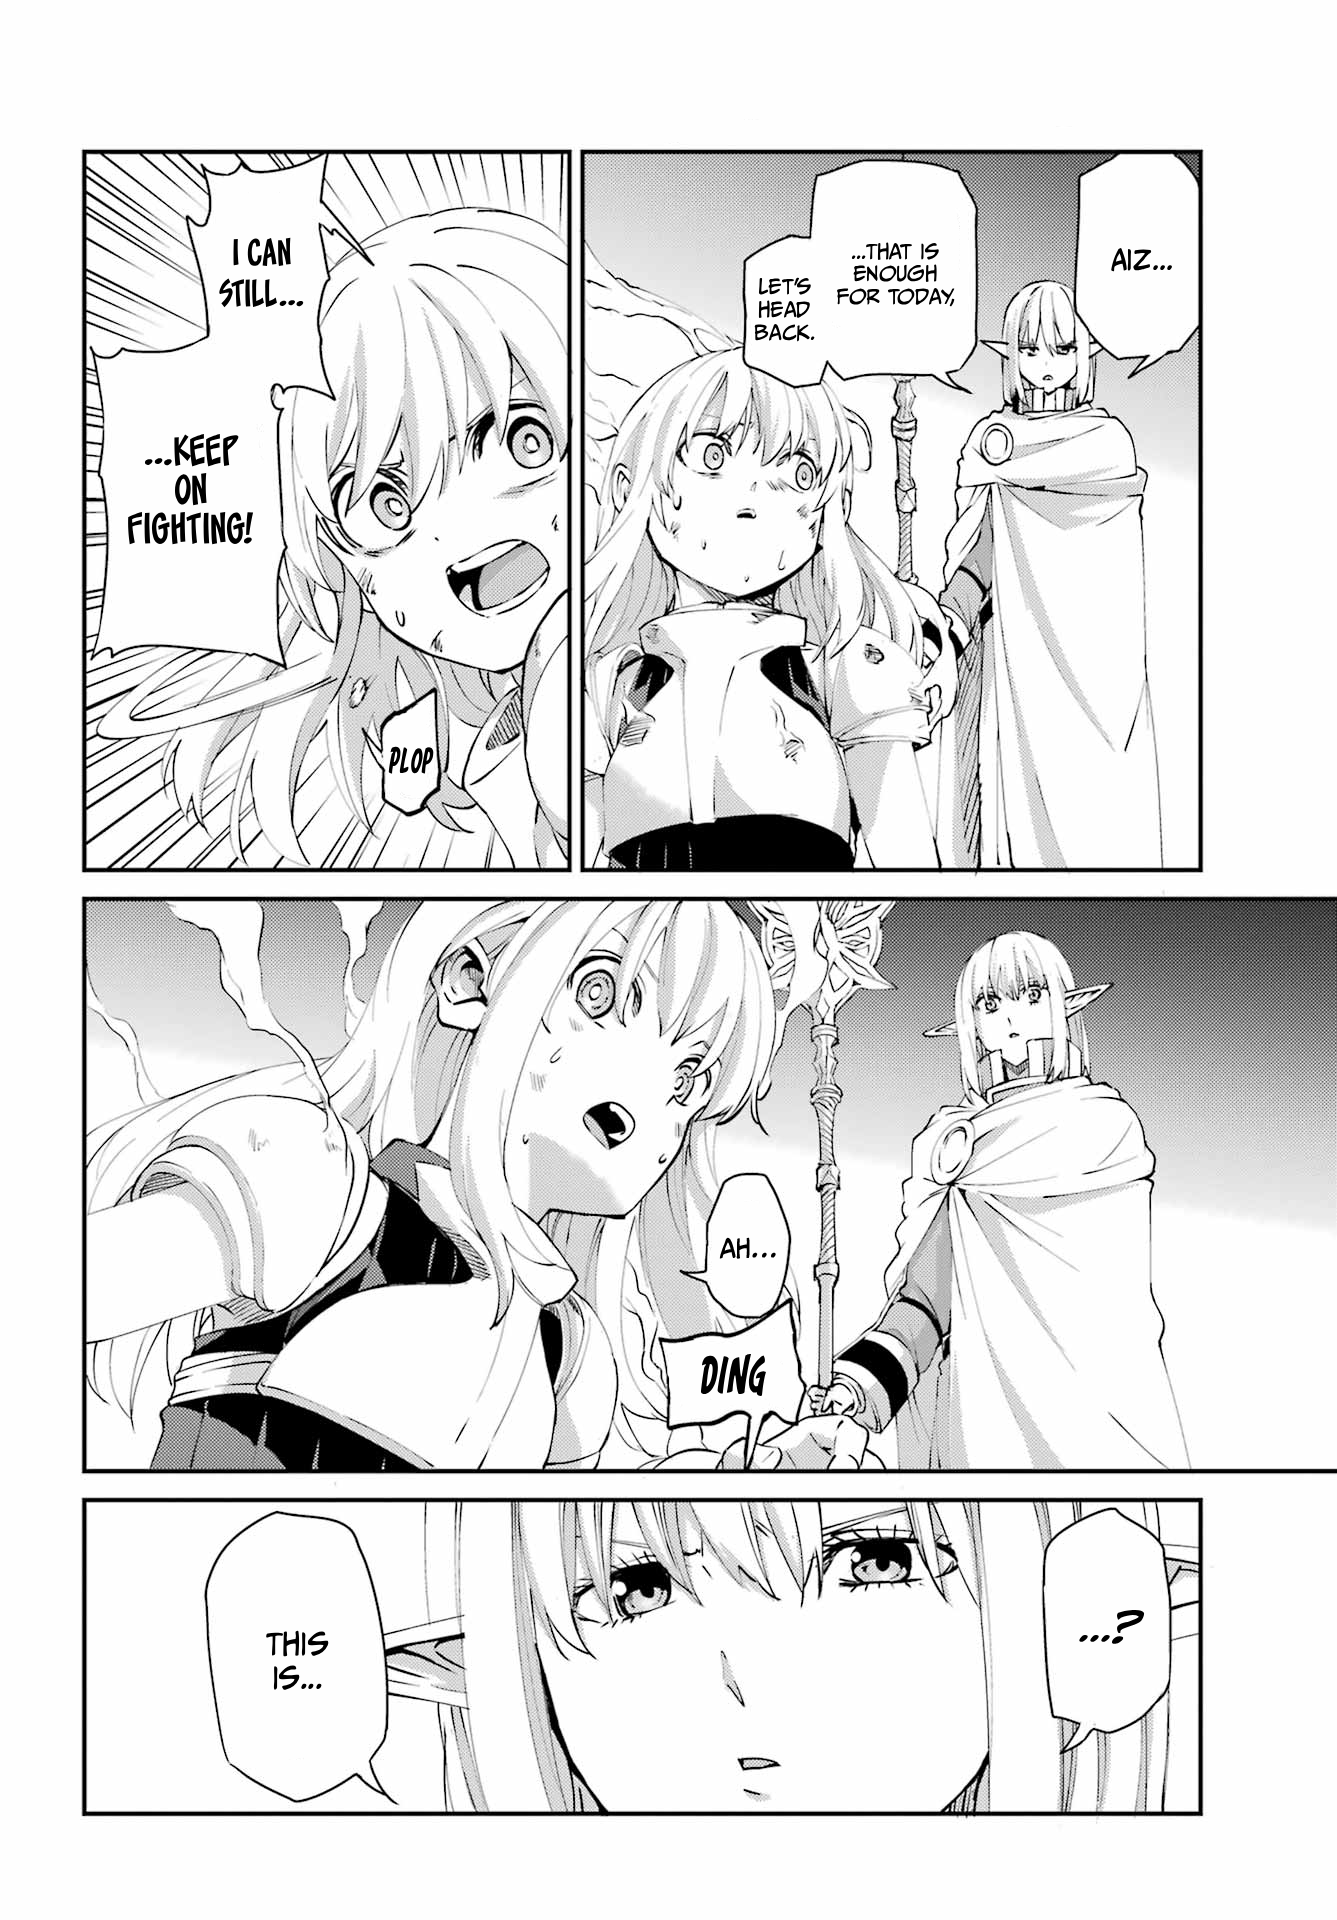 AIZ...
...THAT IS
ENOUGH
FOR TODAY,
LET'S
HEAD
BACK.
I CAN
STILL...
...KEEP
ON
FIGHTING!
PLOP
AH...
DING
....?
THIS
IS...